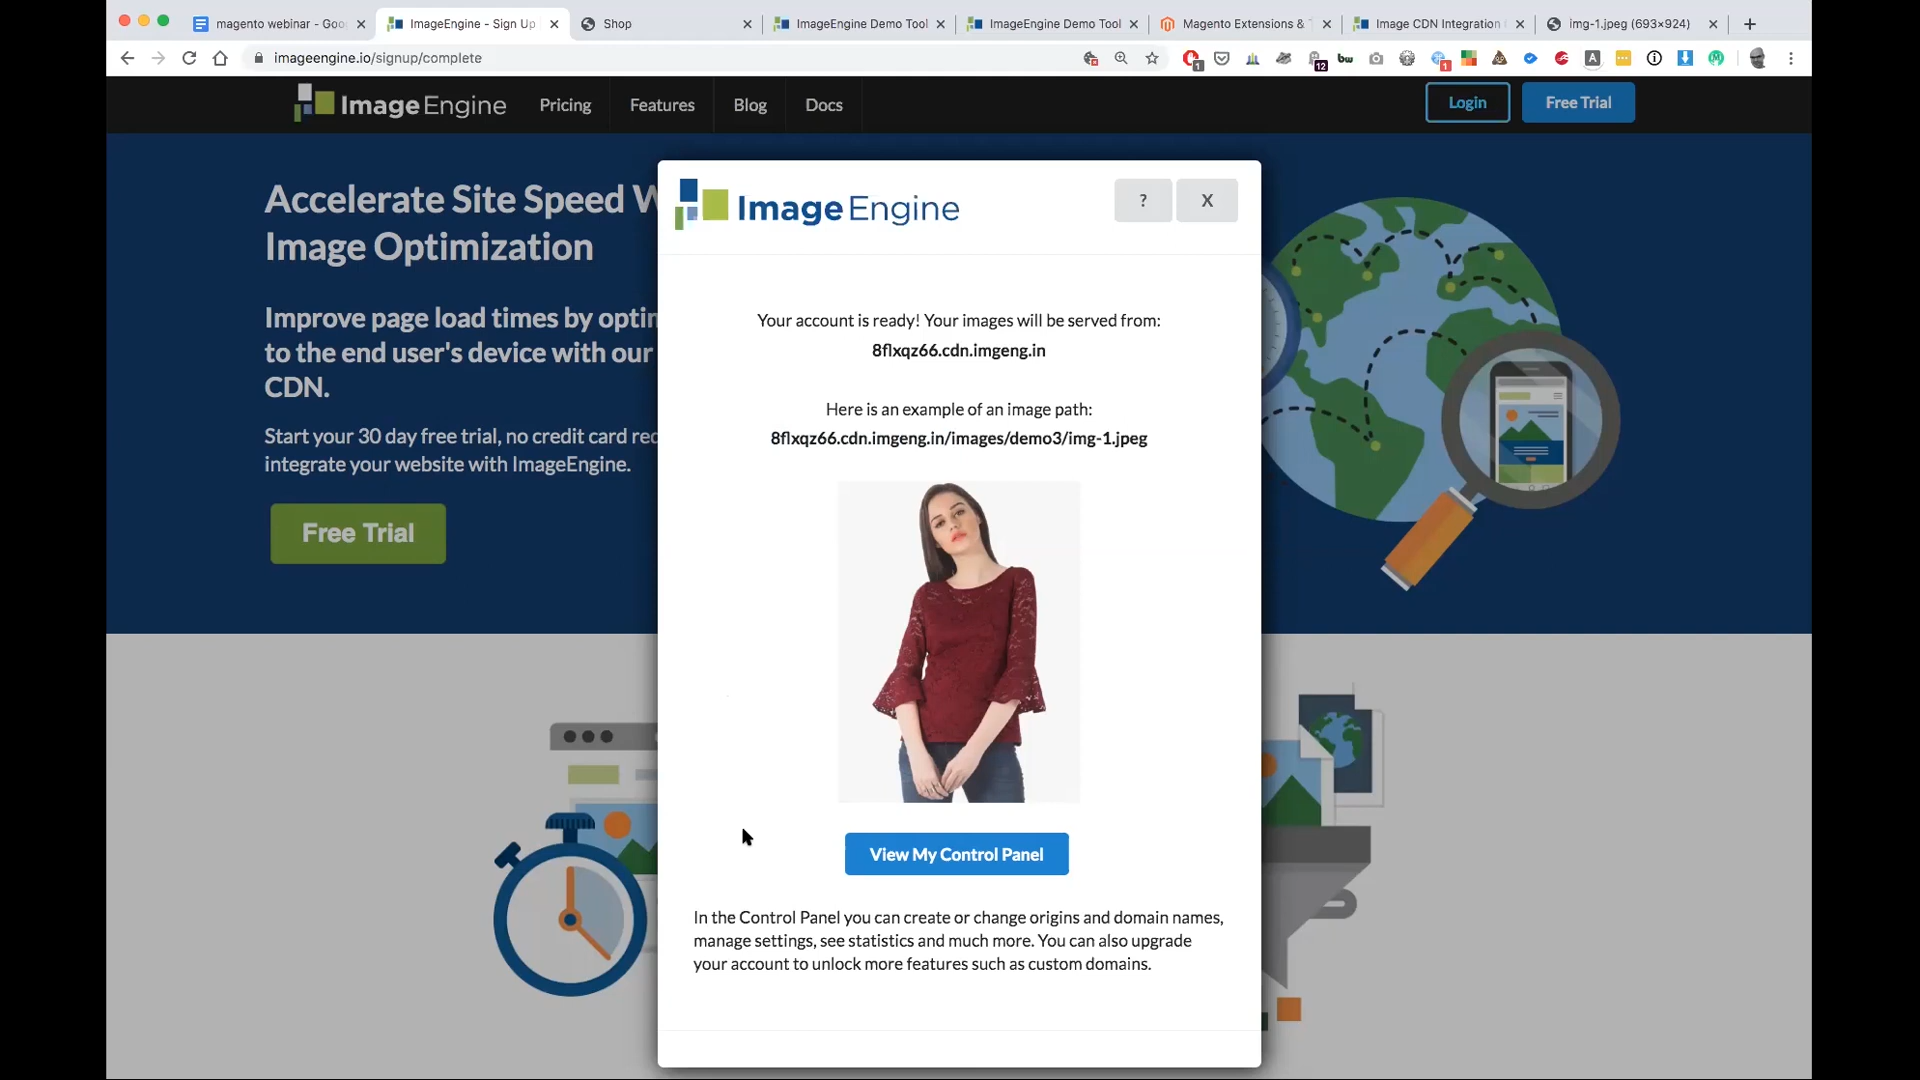 magento webinar - Goo
ImageEngine - Sign Up
Shop
ImageEngine Demo Tool
ImageEngine Demo Tool
Magento Extensions &
Image CDN Integration
img-1.jpeg (693×924)
imageengine.io/signup/complete
1
12
bw
1
A
ImageEngine
Pricing
Features
Blog
Docs
Login
Free Trial
Accelerate Site Speed W
Image Optimization
Improve page load times by optin
to the end user's device with our
CDN.
Start your 30 day free trial, no credit card req
integrate your website with ImageEngine.
Free Trial
ImageEngine
?
X
Your account is ready! Your images will be served from:
8flxqz66.cdn.imgeng.in
Here is an example of an image path:
8flxqz66.cdn.imgeng.in/images/demo3/img-1.jpeg
View My Control Panel
In the Control Panel you can create or change origins and domain names,
manage settings, see statistics and much more. You can also upgrade
your account to unlock more features such as custom domains.